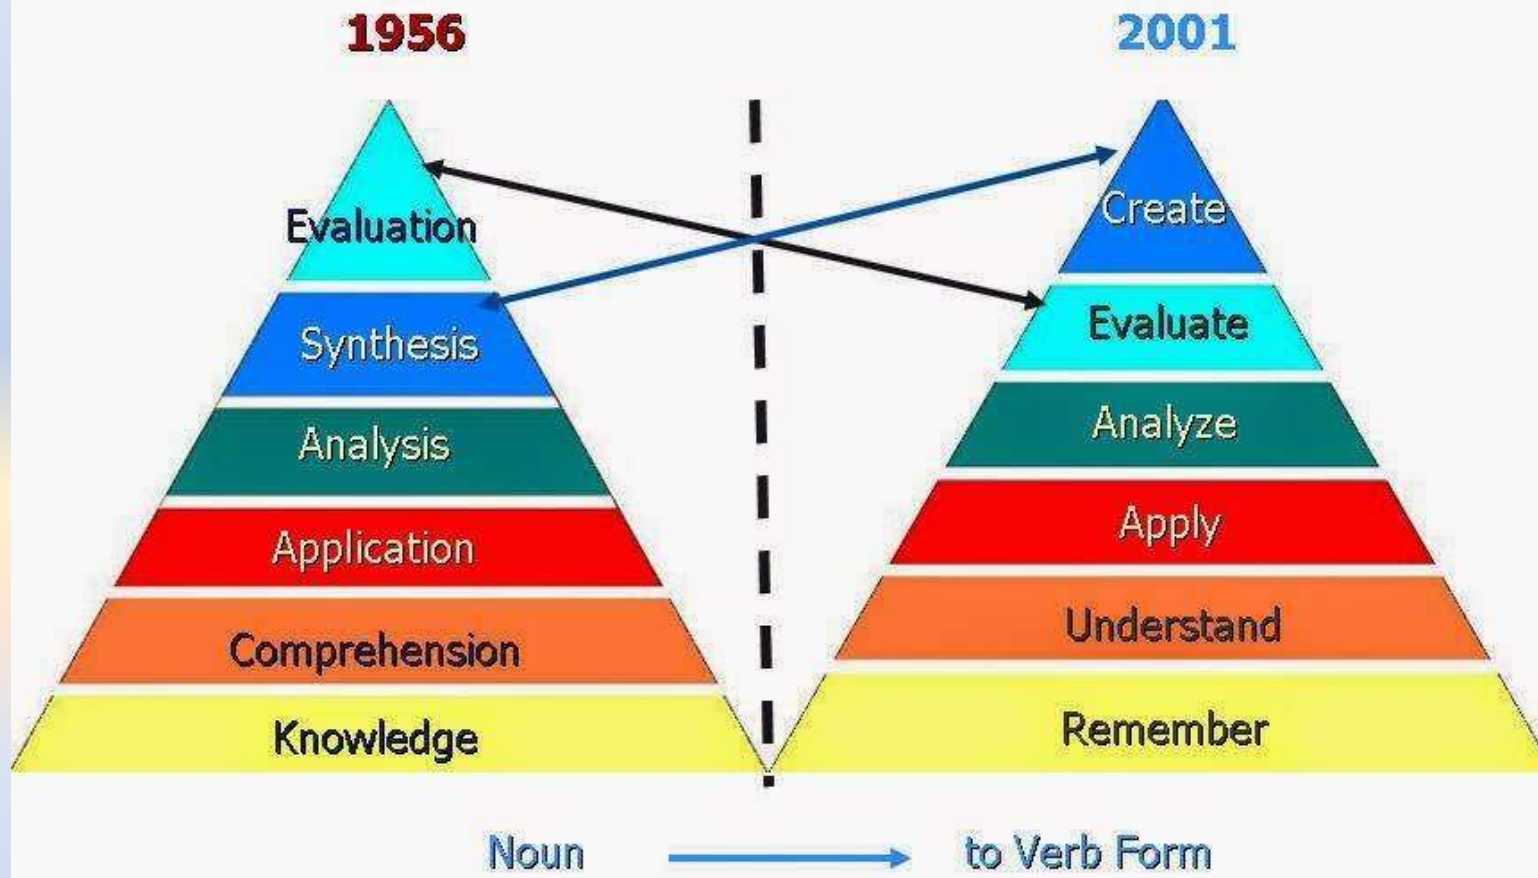 1956
Evaluation
Synthesis
Analysis
Application
Comprehension
Knowledge
2001
Create
Evaluate
Analyze
Apply
Understand
Remember
Noun to Verb Form